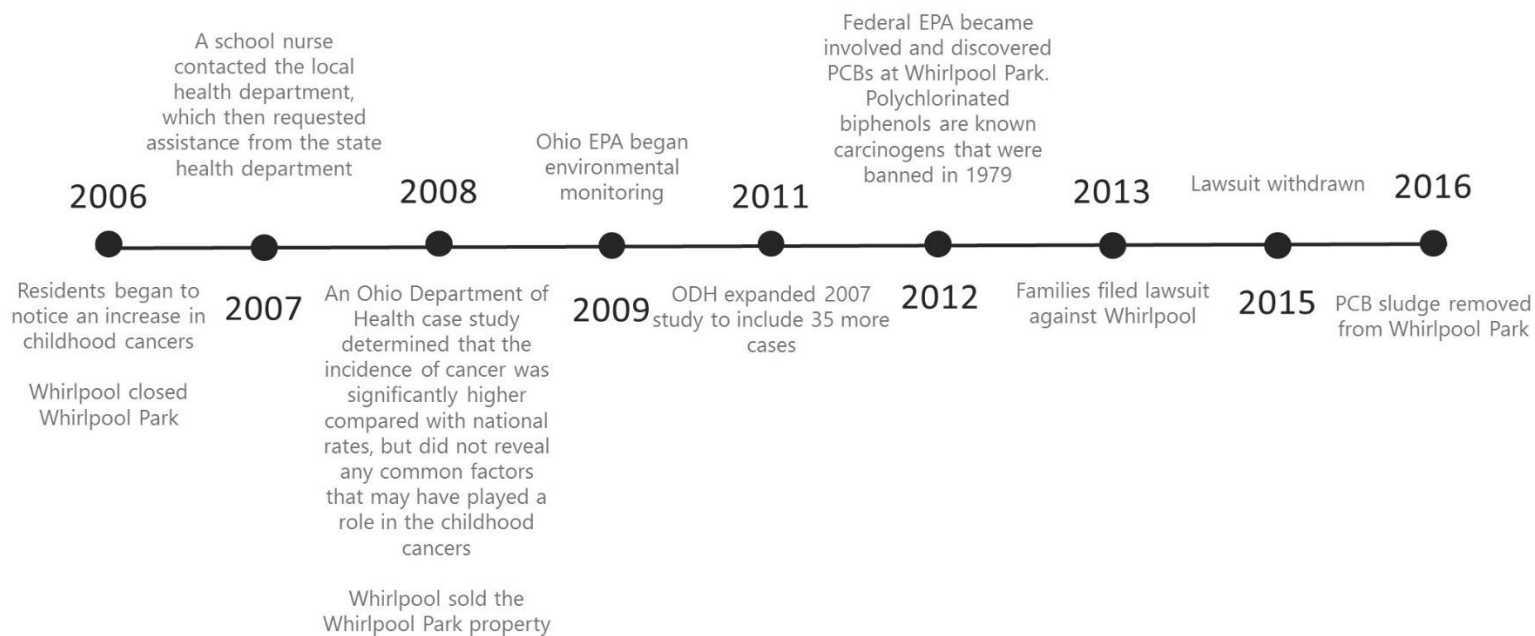 2006
Residents began to
notice an increase in
childhood cancers
Whirlpool closed
Whirlpool Park
A school nurse
contacted the local
health department,
which then requested
assistance from the state
health department
2007
2008
An Ohio Department of
Health case study
determined that the
incidence of cancer was
significantly higher
compared with national
rates, but did not reveal
any common factors
that may have played a
role in the childhood
cancers
Whirlpool sold the
Whirlpool Park property
Ohio EPA began
environmental
monitoring
2009
2011
ODH expanded 2007
study to include 35 more
cases
Federal EPA became
involved and discovered
PCBs at Whirlpool Park.
Polychlorinated
biphenols are known
carcinogens that were
banned in 1979
2012
2013
Families filed lawsuit
against Whirlpool
Lawsuit withdrawn
2015
2016
PCB sludge removed
from Whirlpool Park